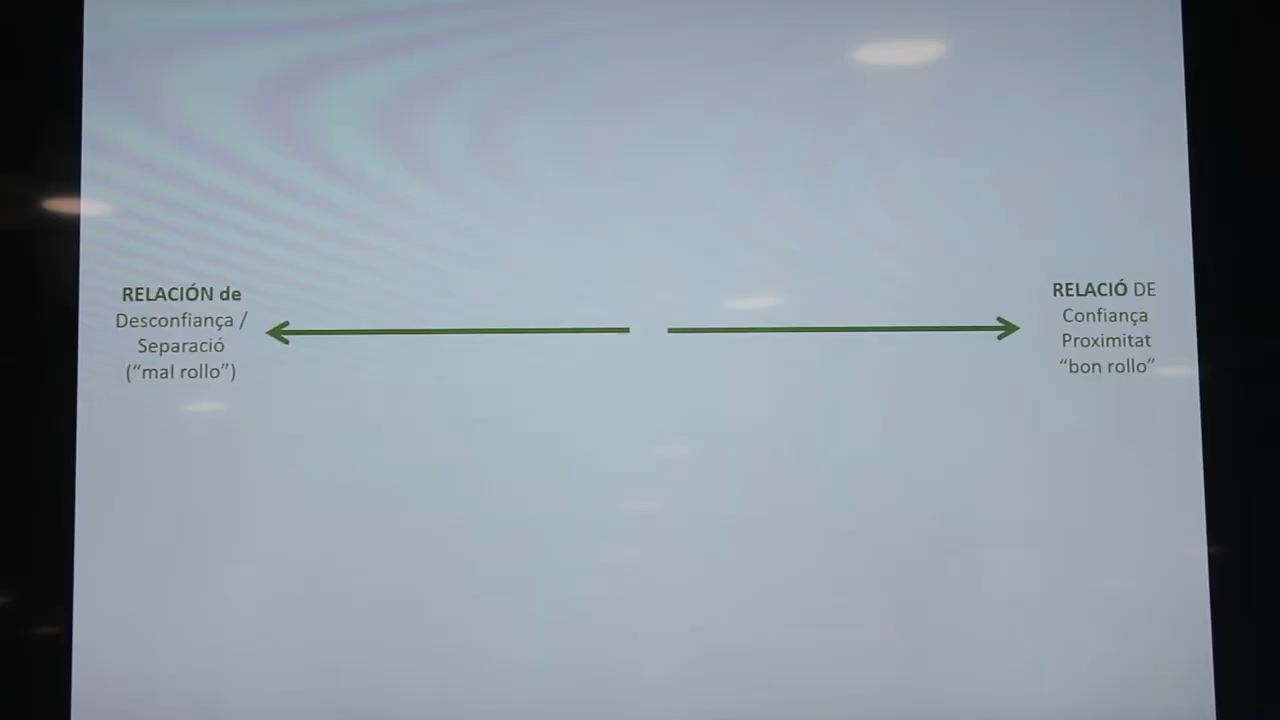 RELACIÓN de
Desconfiança /
Separació
(“mal rollo”)
RELACIÓ DE
Confiança
Proximitat
“bon rollo”